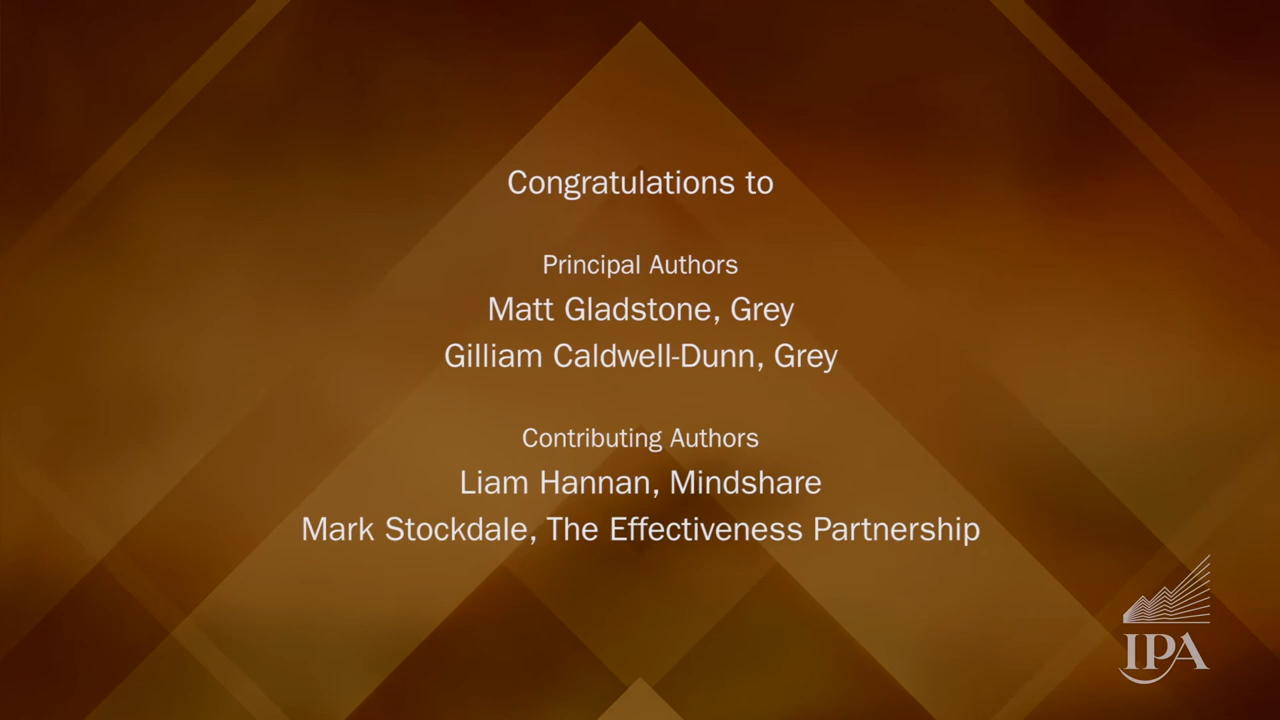 Congratulations to
Principal Authors
Matt Gladstone, Grey
Gilliam Caldwell-Dunn, Grey
Contributing Authors
Liam Hannan, Mindshare
Mark Stockdale, The Effectiveness Partnership
IPA